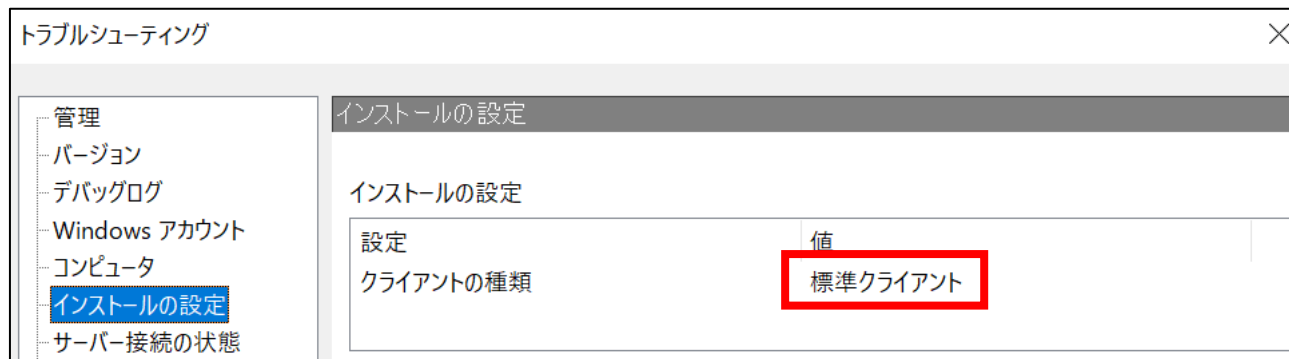 トラブルシューティング
管理
バージョン
デバッグログ
Windows アカウント
コンピュータ
インストールの設定
サーバー接続の状態
インストールの設定
インストールの設定
設定 値
クライアントの種類 標準クライアント